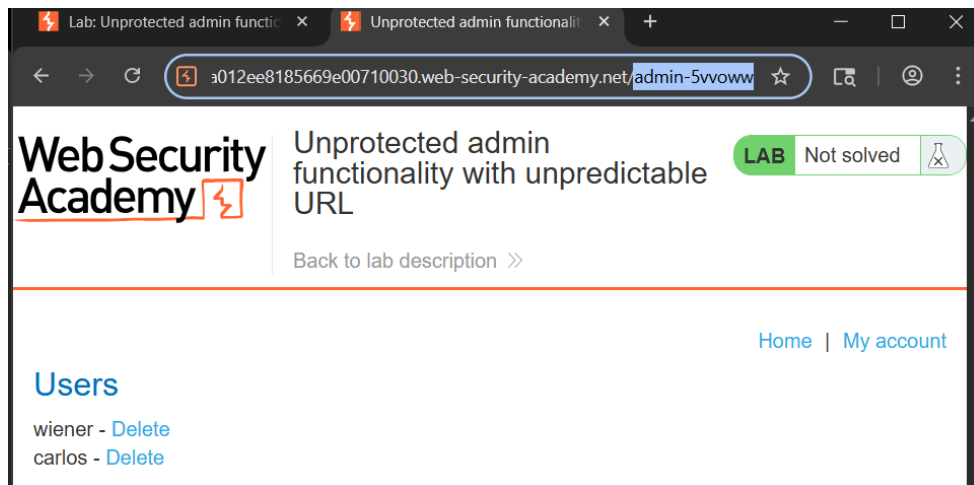 Lab: Unprotected admin functio
Unprotected admin functionalit
a012ee8185669e00710030.web-security-academy.net/admin-5vvoww
Web Security
Academy
Unprotected admin
functionality with unpredictable
URL
LAB Not solved
Back to lab description
Home | My account
Users
wiener - Delete
carlos - Delete